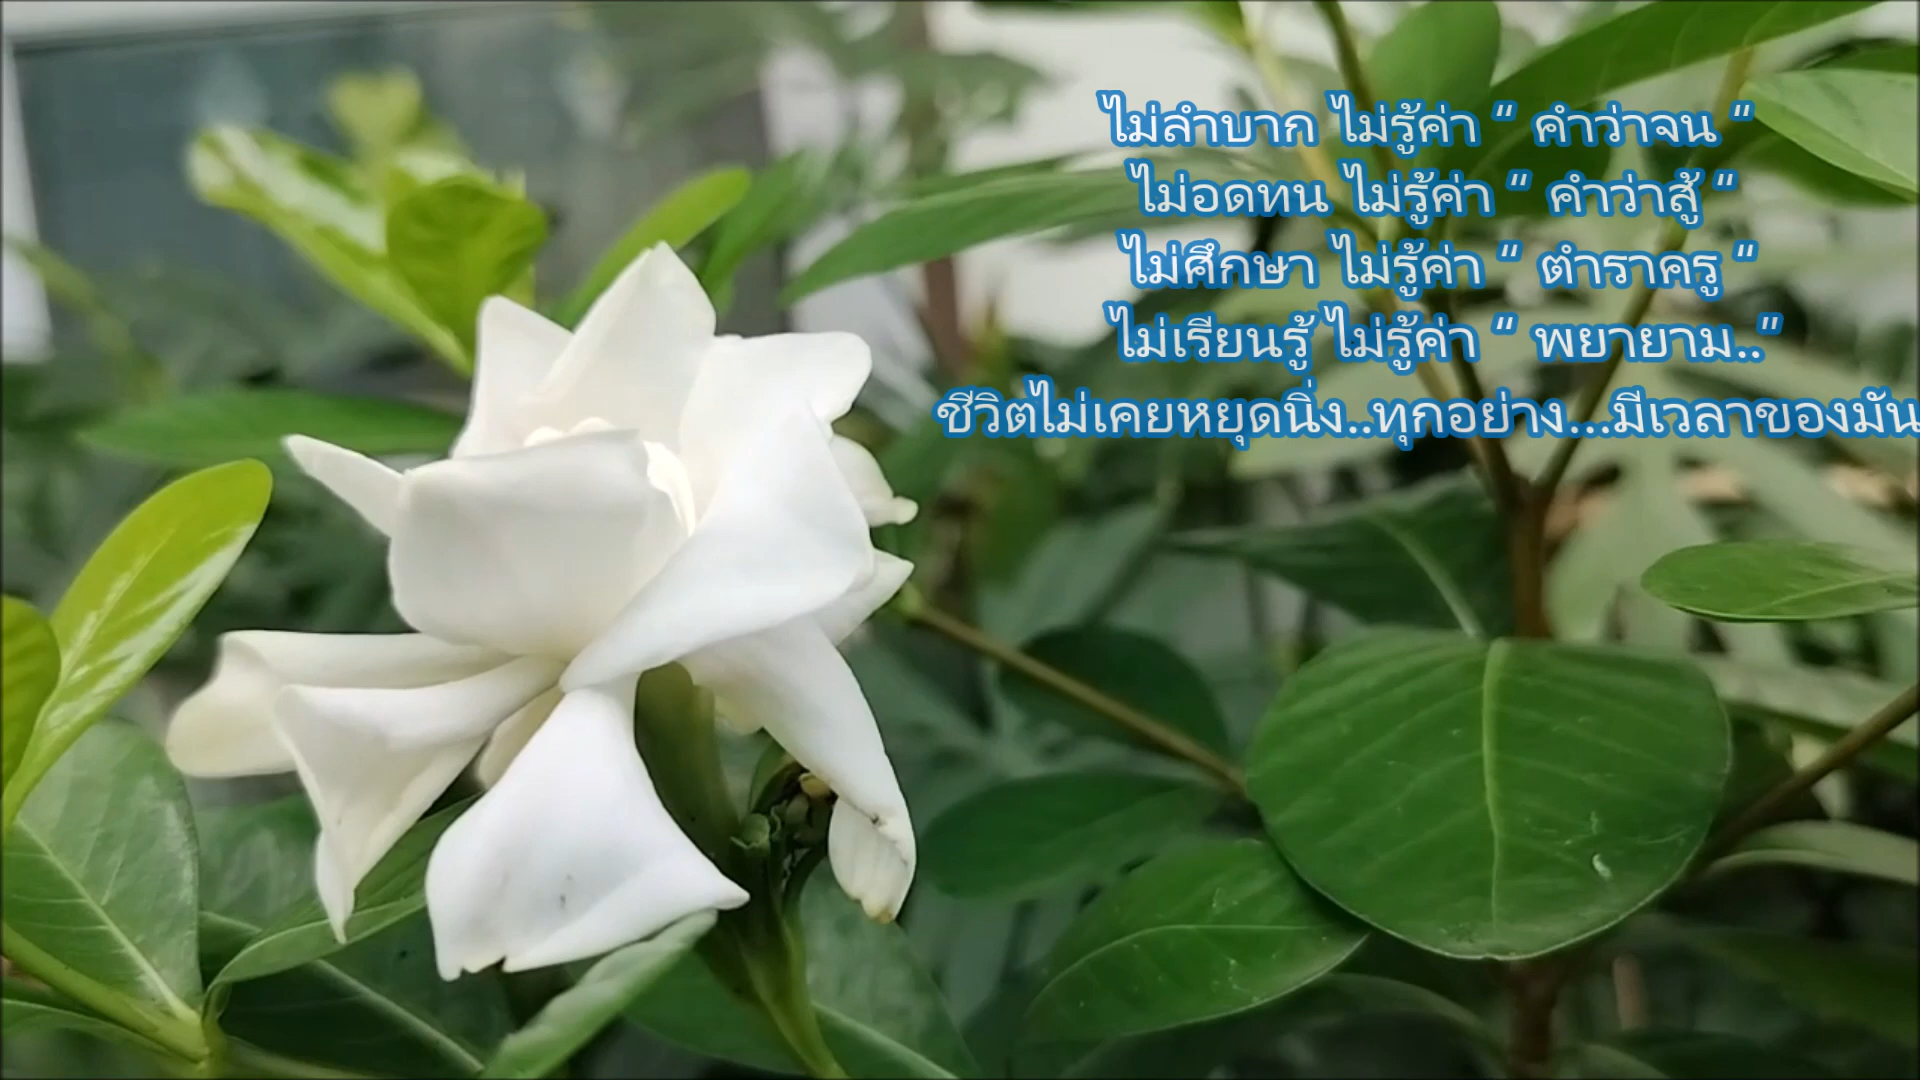 ไม่ลำบาก ไม่รู้ค่า “ คำว่าจน “
ไม่อดทน ไม่รู้ค่า “ คำว่าสู้ “
ไม่ศึกษา ไม่รู้ค่า “ ตำราครู “
ไม่เรียนรู้ ไม่รู้ค่า “ พยายาม..”
ชีวิตไม่เคยหยุดนิ่ง..ทุกอย่าง...มีเวลาของมัน